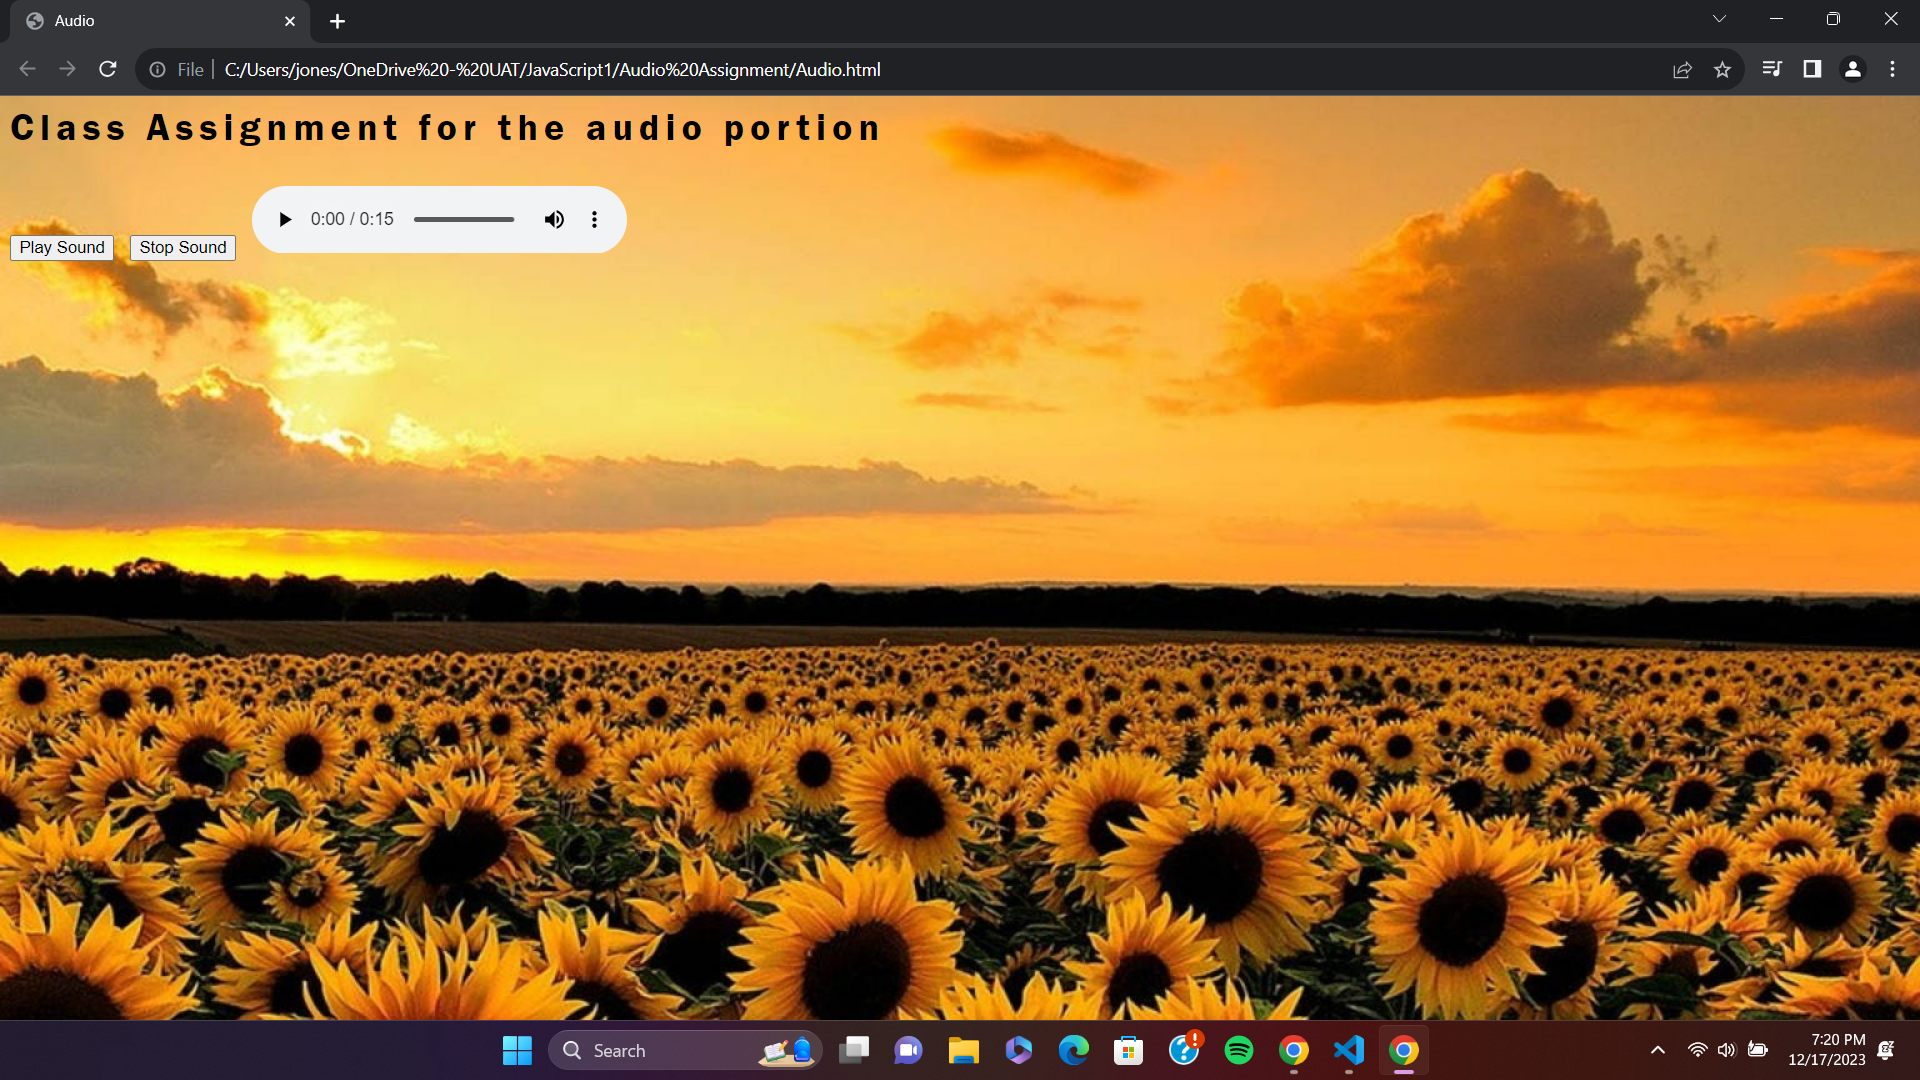 Audio
File
C:/Users/jones/OneDrive%20-%20UAT/JavaScript1/Audio%20Assignment/Audio.html
Class Assignment for the audio portion
0:00 / 0:15
Play Sound
Stop Sound
Search
7:20 PM
12/17/2023